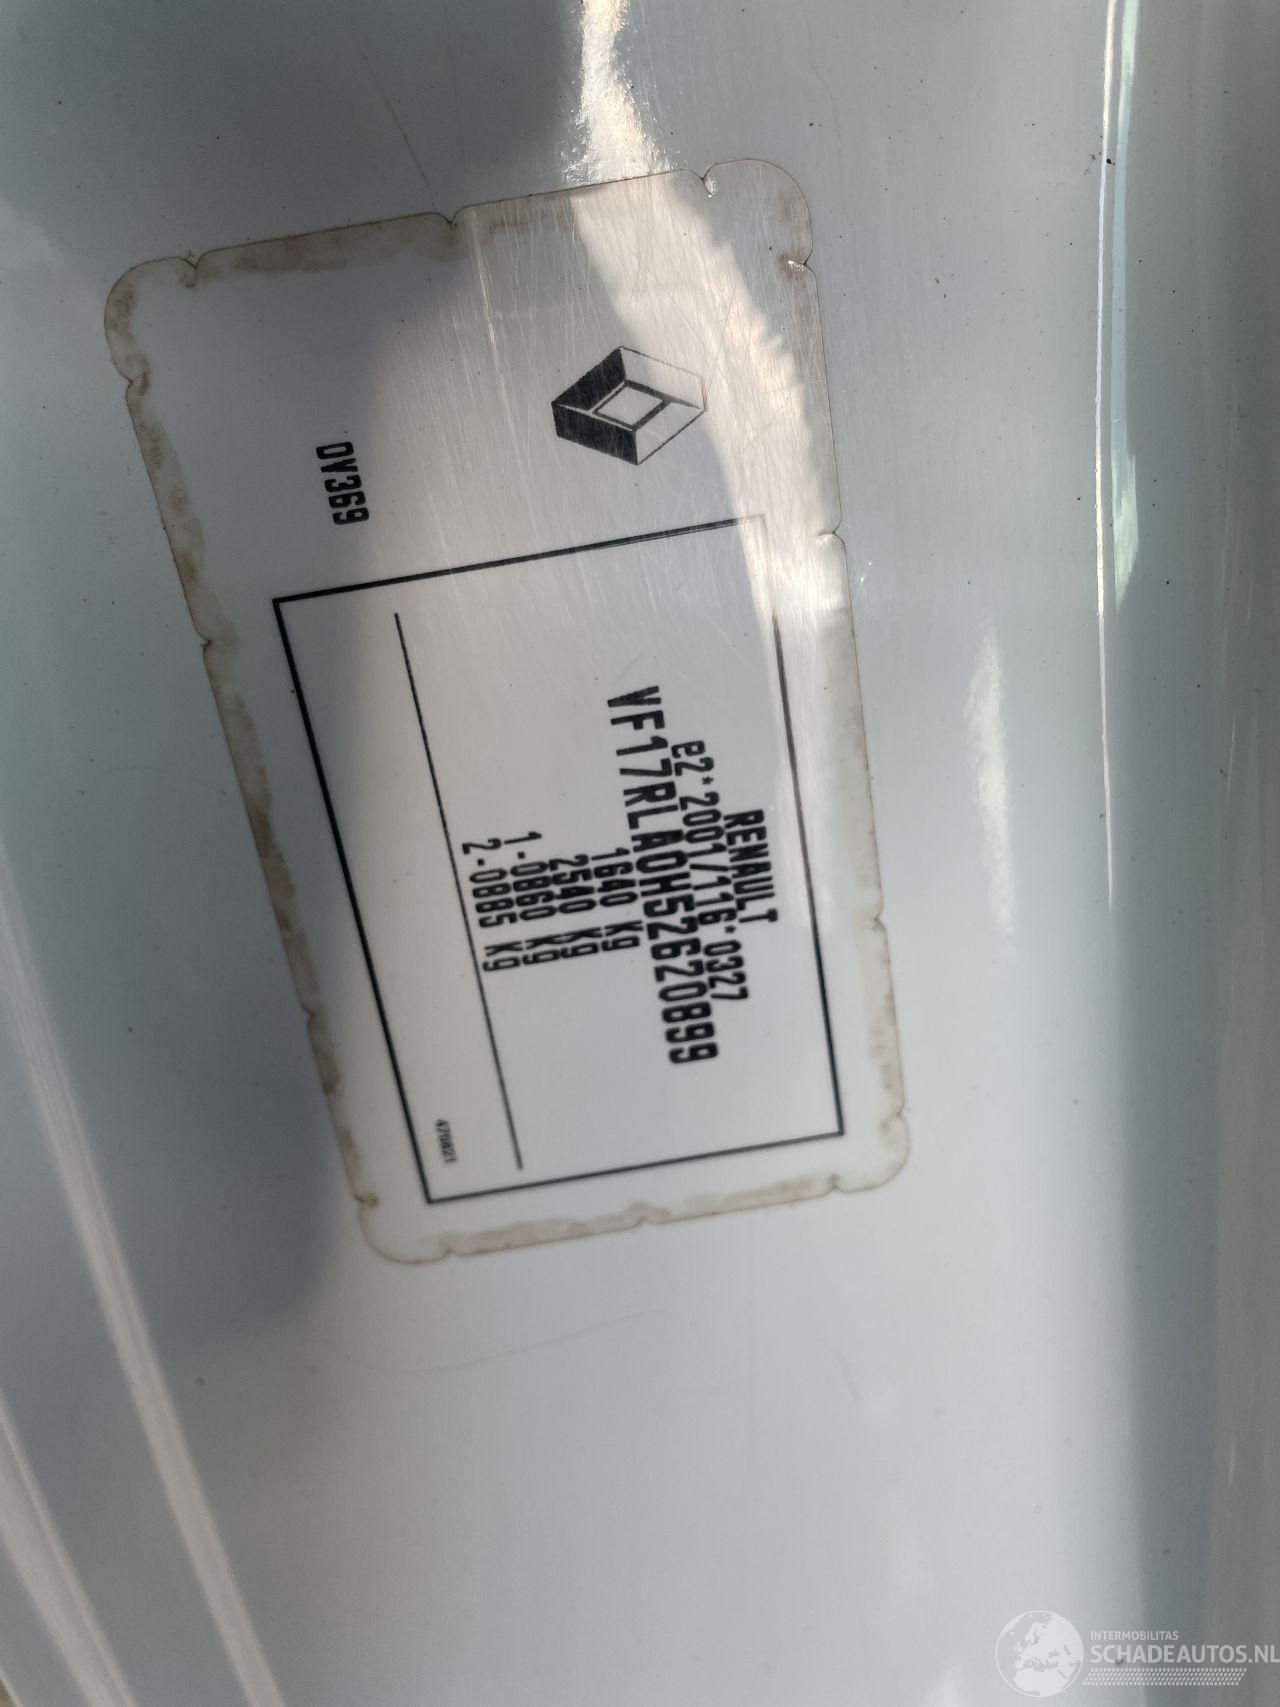 RENAULT
e2*2001/116*0327
VF17RLA0H52620899
1640 Kg
2540 Kg
1-0860 Kg
2-0885 Kg
470821
DV369
INTERMOBILITAS
SCHADEAUTOS.NL